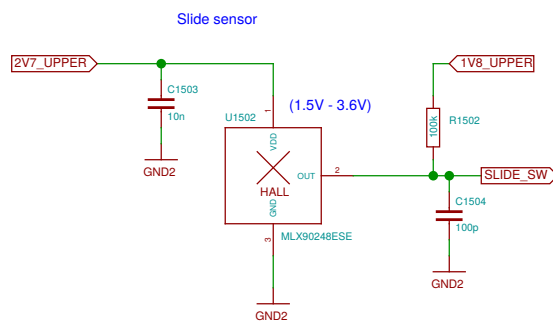 Slide sensor
2V7_UPPER
1V8_UPPER
C1503
10n
GND2
U1502
(1.5V - 3.6V)
1
VDD
HALL
OUT
2
GND
3
MLX90248ESE
GND2
100k
R1502
SLIDE_SW
C1504
100p
GND2